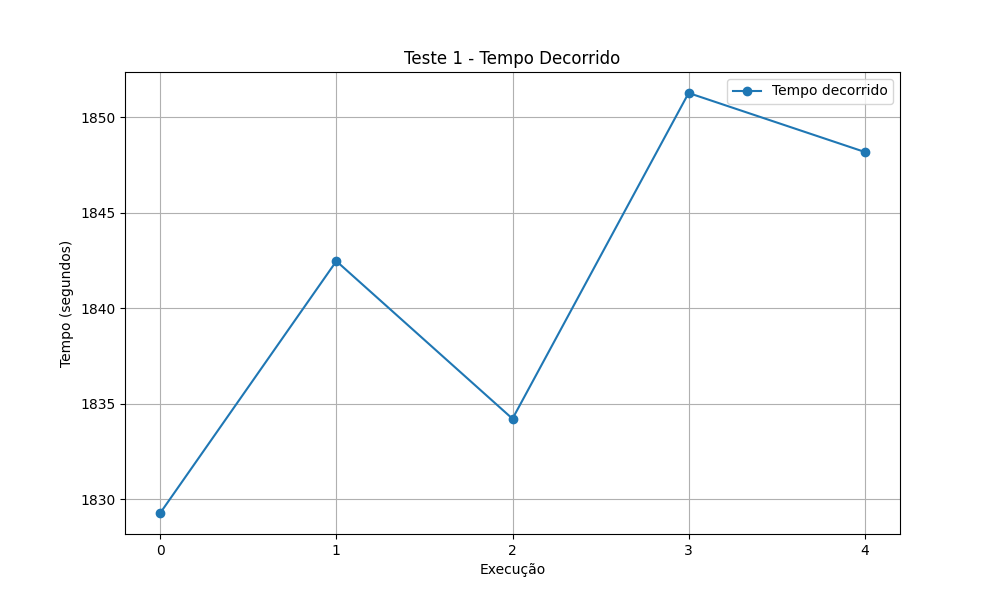 Teste 1 - Tempo Decorrido
Tempo decorrido
1850
1845
1840
1835
1830
Tempo (segundos)
0 1 2 3 4
Execução